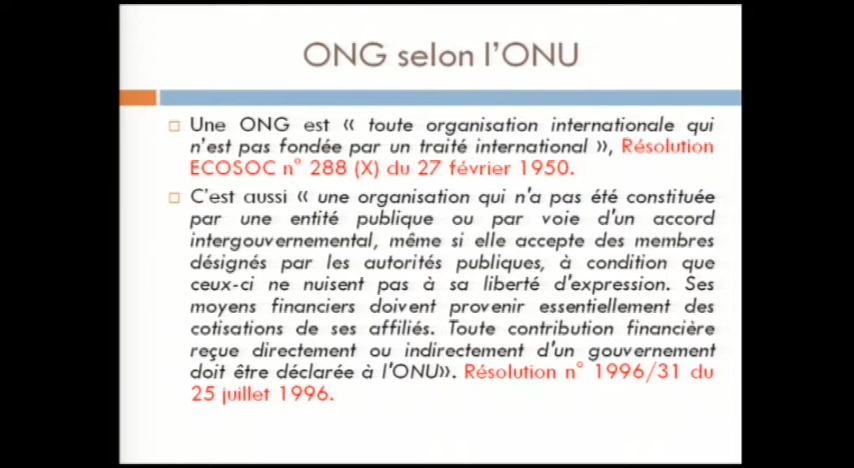 ONG selon l'ONU
Une ONG est « toute organisation internationale qui
n'est pas fondée par un traité international », Résolution
ECOSOC n° 288 (X) du 27 février 1950.
C'est aussi « une organisation qui n'a pas été constituée
par une entité publique ou par voie d'un accord
intergouvernemental, même si elle accepte des membres
désignés par les autorités publiques, à condition que
ceux-ci ne nuisent pas à sa liberté d'expression. Ses
moyens financiers doivent provenir essentiellement des
cotisations de ses affiliés. Toute contribution financière
reçue directement ou indirectement d'un gouvernement
doit être déclarée à l'ONU». Résolution n° 1996/31 du
25 juillet 1996.